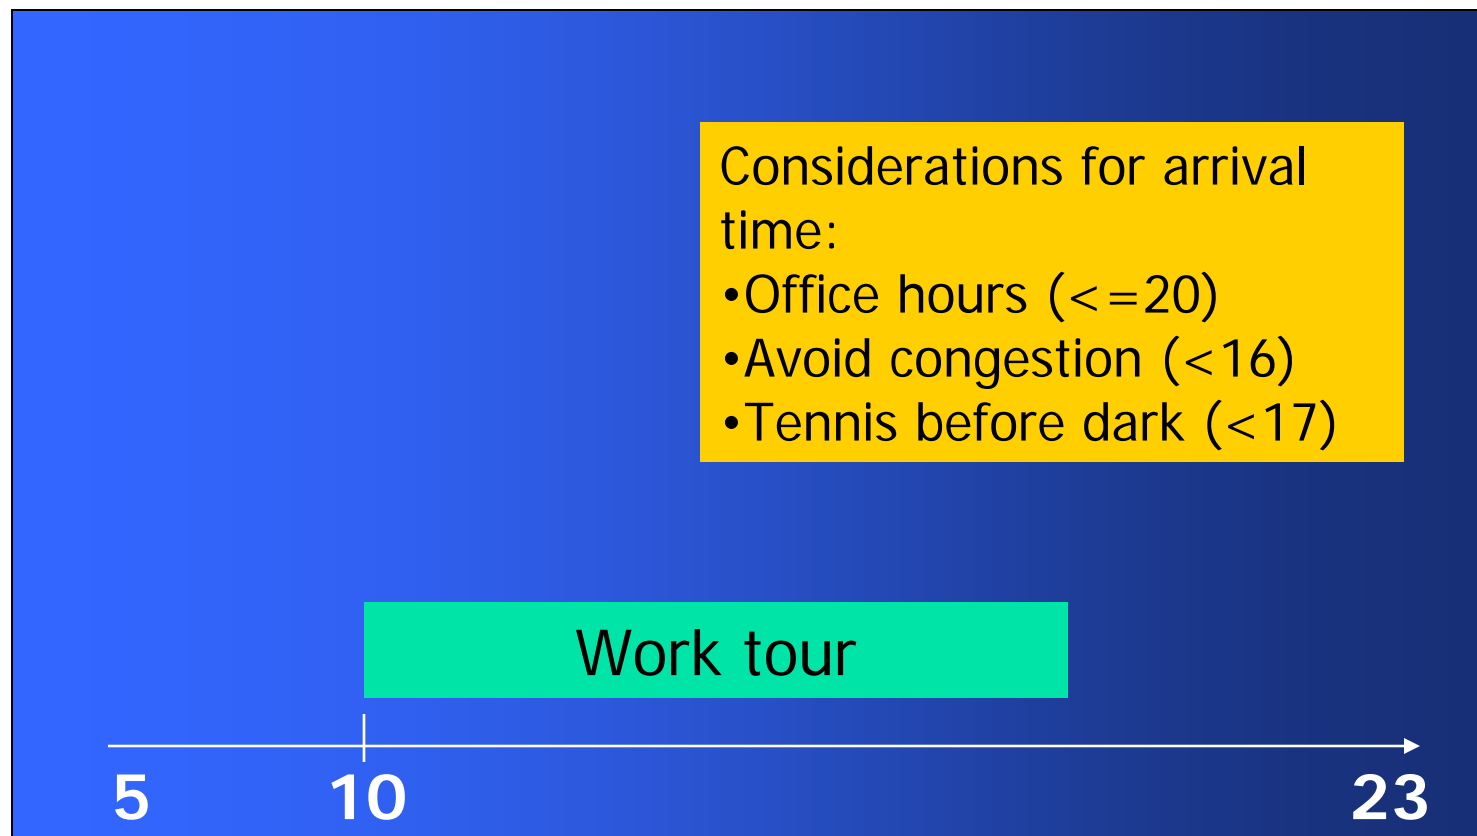 Considerations for arrival
time:
•Office hours (<=20)
•Avoid congestion (<16)
•Tennis before dark (<17)
Work tour
5 10 23